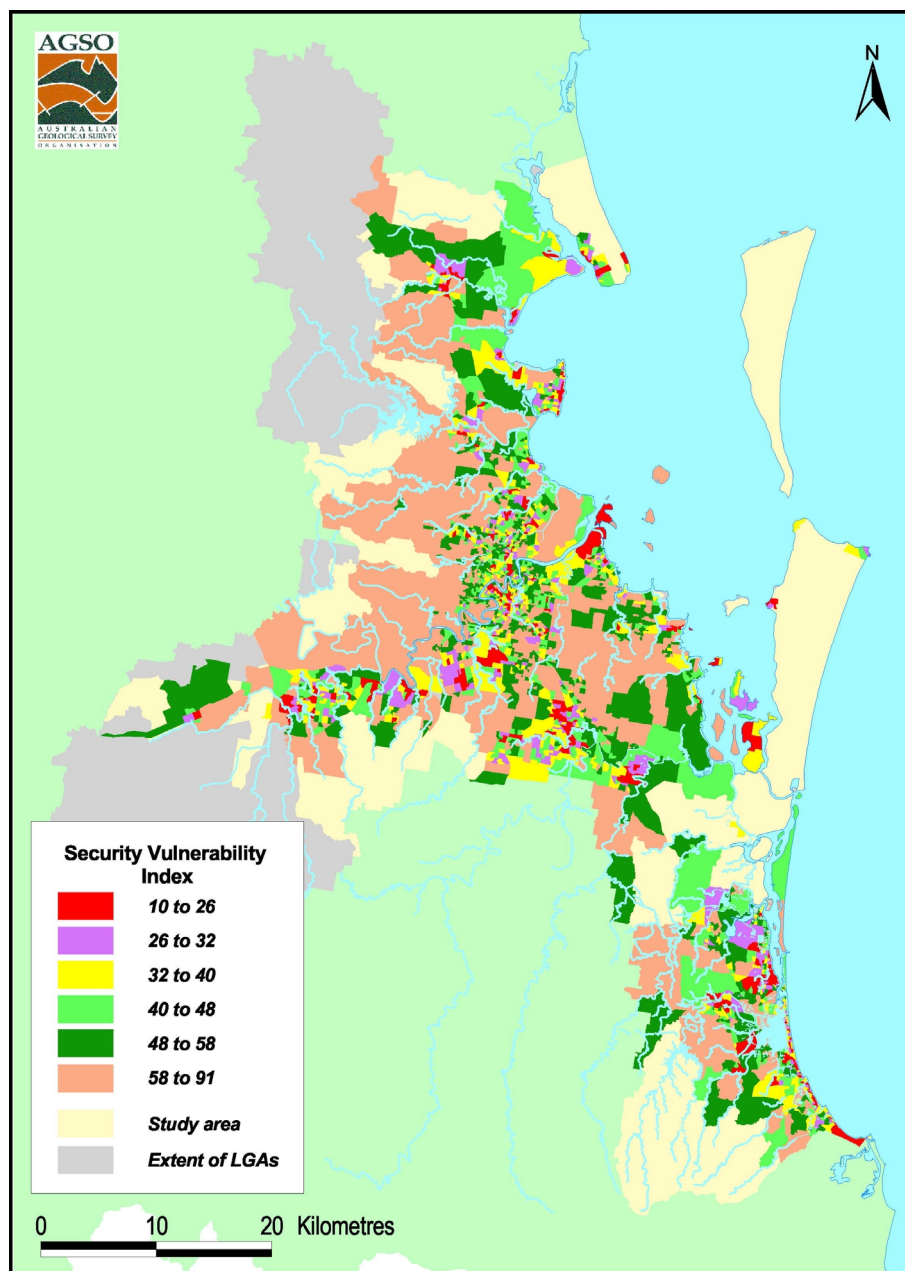 AGSO
AUSTRALIAN
GEOLOGICAL SURVEY
ORGANISATION
N
Security Vulnerability
Index
10 to 26
26 to 32
32 to 40
40 to 48
48 to 58
58 to 91
Study area
Extent of LGAs
0 10 20 Kilometres